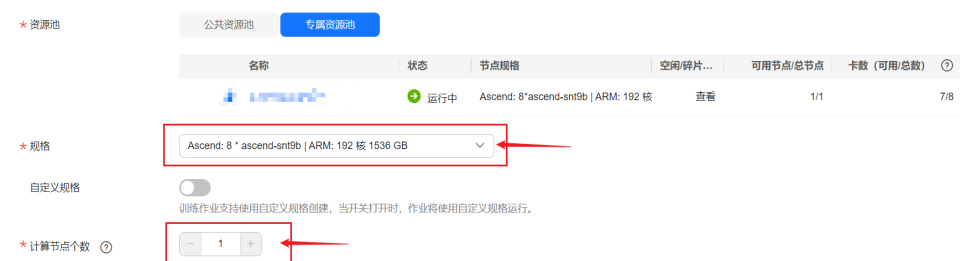 * 资源池 公共资源池 专属资源池
名称 状态 节点规格 空闲/碎片... 可用节点/总节点 卡数（可用/总数） ?
运行中 Ascend: 8*ascend-snt9b | ARM: 192 核 查看 1/1 7/8
* 规格 Ascend: 8 * ascend-snt9b | ARM: 192 核 1536 GB
自定义规格
训练作业支持使用自定义规格创建，当开关打开时，作业将使用自定义规格运行。
* 计算节点个数 ? − 1 +